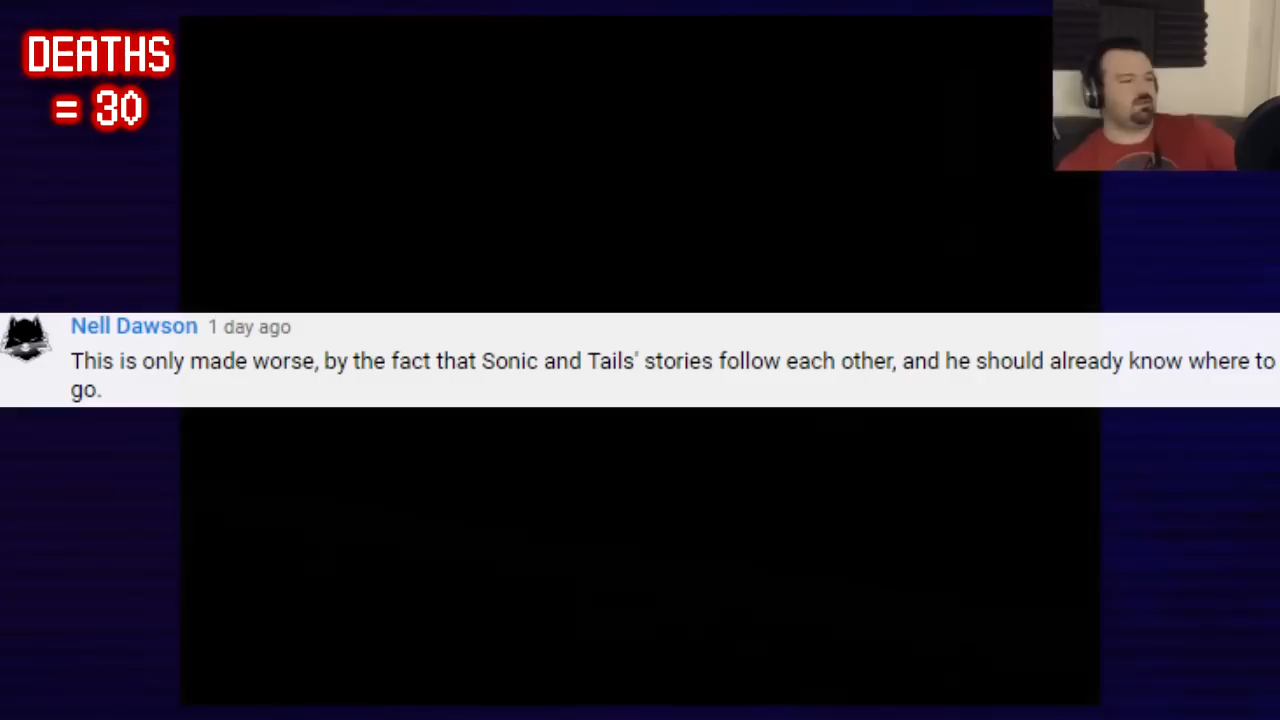 DEATHS
= 30
Nell Dawson 1 day ago
This is only made worse, by the fact that Sonic and Tails' stories follow each other, and he should already know where to
go.